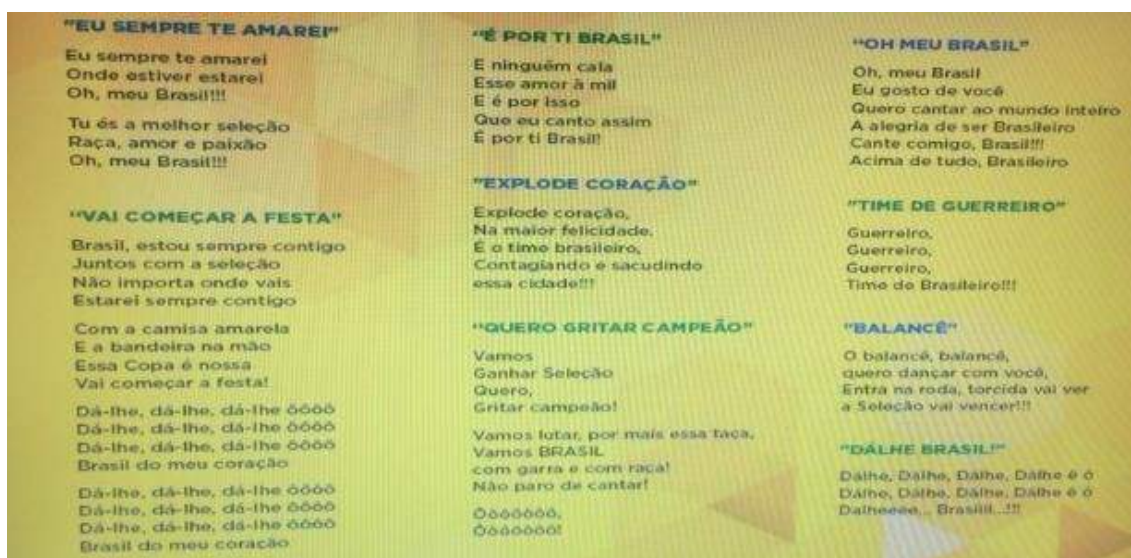 "EU SEMPRE TE AMAREI"
Eu sempre te amarei
Onde estiver estarei
Oh, meu Brasil!!!
Tu és a melhor seleção
Raça, amor e paixão
Oh, meu Brasil!!!
"VAI COMEÇAR A FESTA"
Brasil, estou sempre contigo
Juntos com a seleção
Não importa onde vais
Estarei sempre contigo
Com a camisa amarela
E a bandeira na mão
Essa Copa é nossa
Vai começar a festa!
Dá-lhe, dá-lhe, dá-lhe ôôôô
Dá-lhe, dá-lhe, dá-lhe ôôôô
Dá-lhe, dá-lhe, dá-lhe ôôôô
Brasil do meu coração
Dá-lhe, dá-lhe, dá-lhe ôôôô
Dá-lhe, dá-lhe, dá-lhe ôôôô
Dá-lhe, dá-lhe, dá-lhe ôôôô
Brasil do meu coração
"É POR TI BRASIL"
E ninguém cala
Esse amor à mil
E é por isso
Que eu canto assim
É por ti Brasil!
"EXPLODE CORAÇÃO"
Explode coração,
Na maior felicidade,
É o time brasileiro,
Contagiando e sacudindo
essa cidade!!!
"QUERO GRITAR CAMPEÃO"
Vamos
Ganhar Seleção
Quero,
Gritar campeão!
Vamos lutar, por mais essa taça,
Vamos BRASIL
com garra e com raça!
Não paro de cantar!
Ôôôôôôô,
Ôôôôôôô!
"OH MEU BRASIL"
Oh, meu Brasil
Eu gosto de você
Quero cantar ao mundo inteiro
A alegria de ser Brasileiro
Cante comigo, Brasil!!!
Acima de tudo, Brasileiro
"TIME DE GUERREIRO"
Guerreiro,
Guerreiro,
Guerreiro,
Time de Brasileiro!!!
"BALANCÊ"
O balancê, balancê,
quero dançar com você,
Entra na roda, torcida vai ver
a Seleção vai vencer!!!
"DÁLHE BRASIL!"
Dálhe, Dálhe, Dálhe, Dálhe ê ô
Dálhe, Dálhe, Dálhe, Dálhe ê ô
Dalheeee... Brasilll...!!!